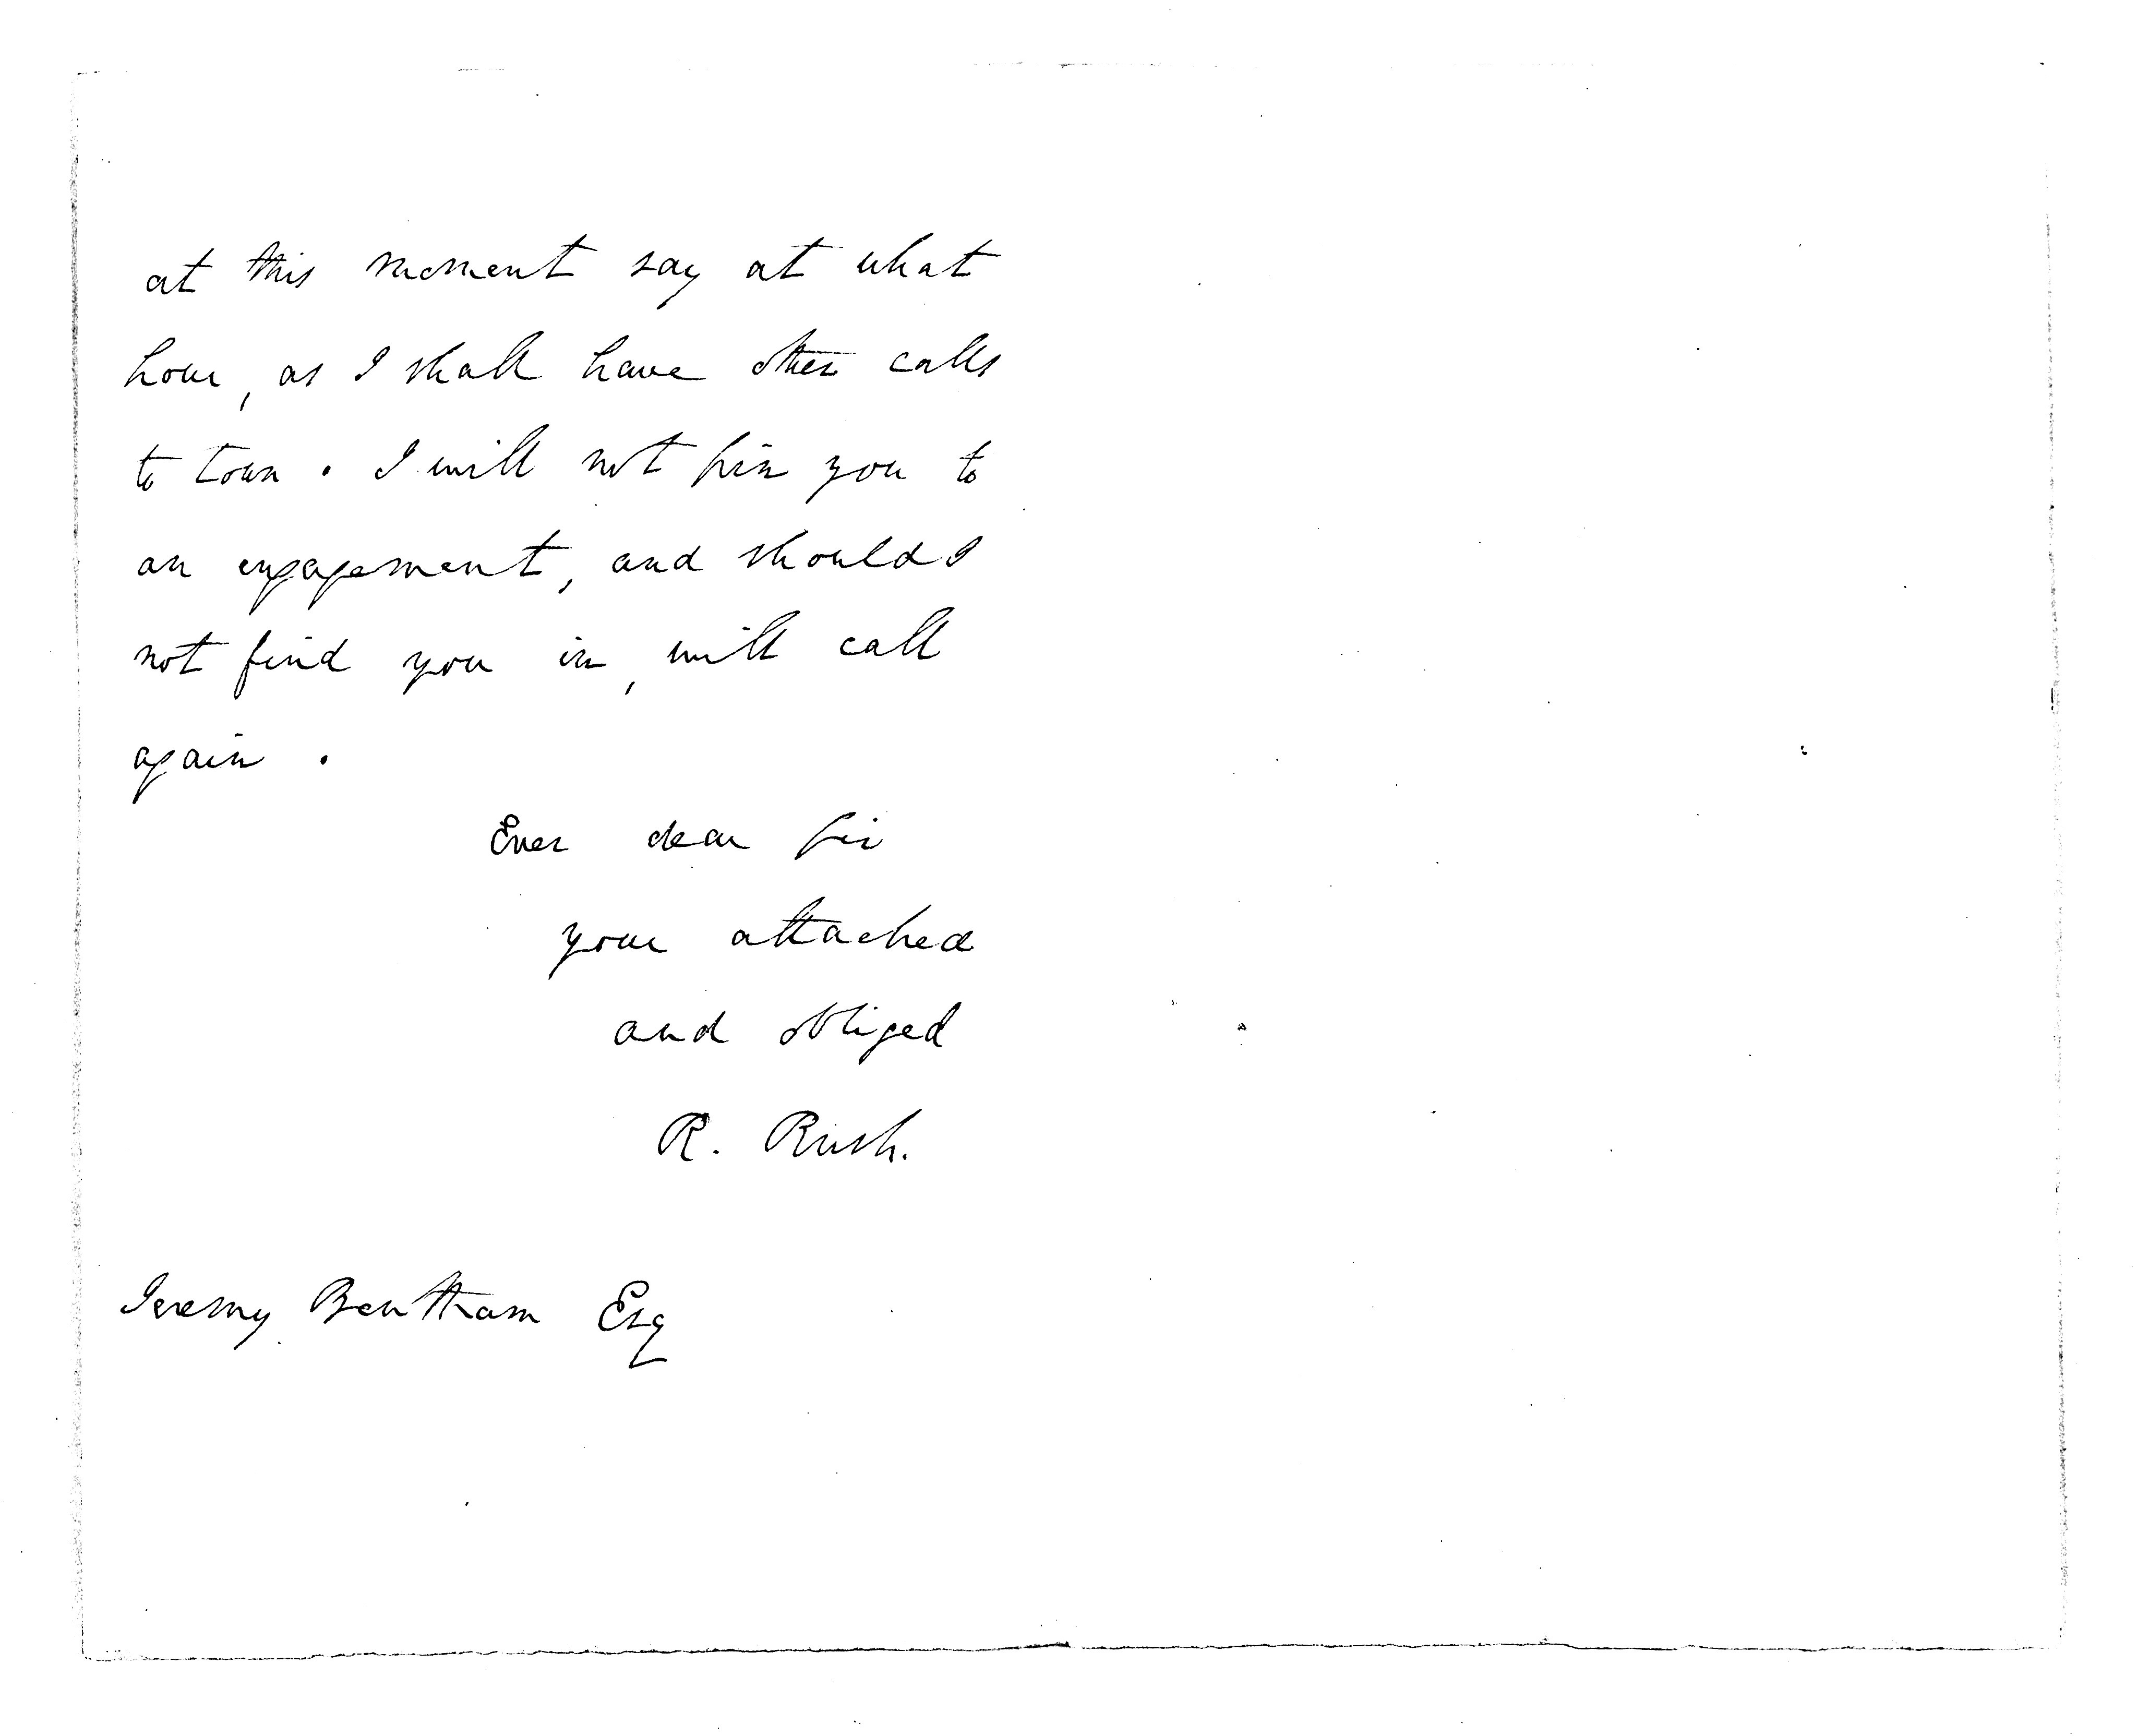 at this moment say at what
hour, as I shall have other calls
to town. I will not pin you to
an engagement, and should I
not find you in, will call
again.
Ever dear Sir
your attached
and obliged
R. Rush.
Jeremy Bentham Esq